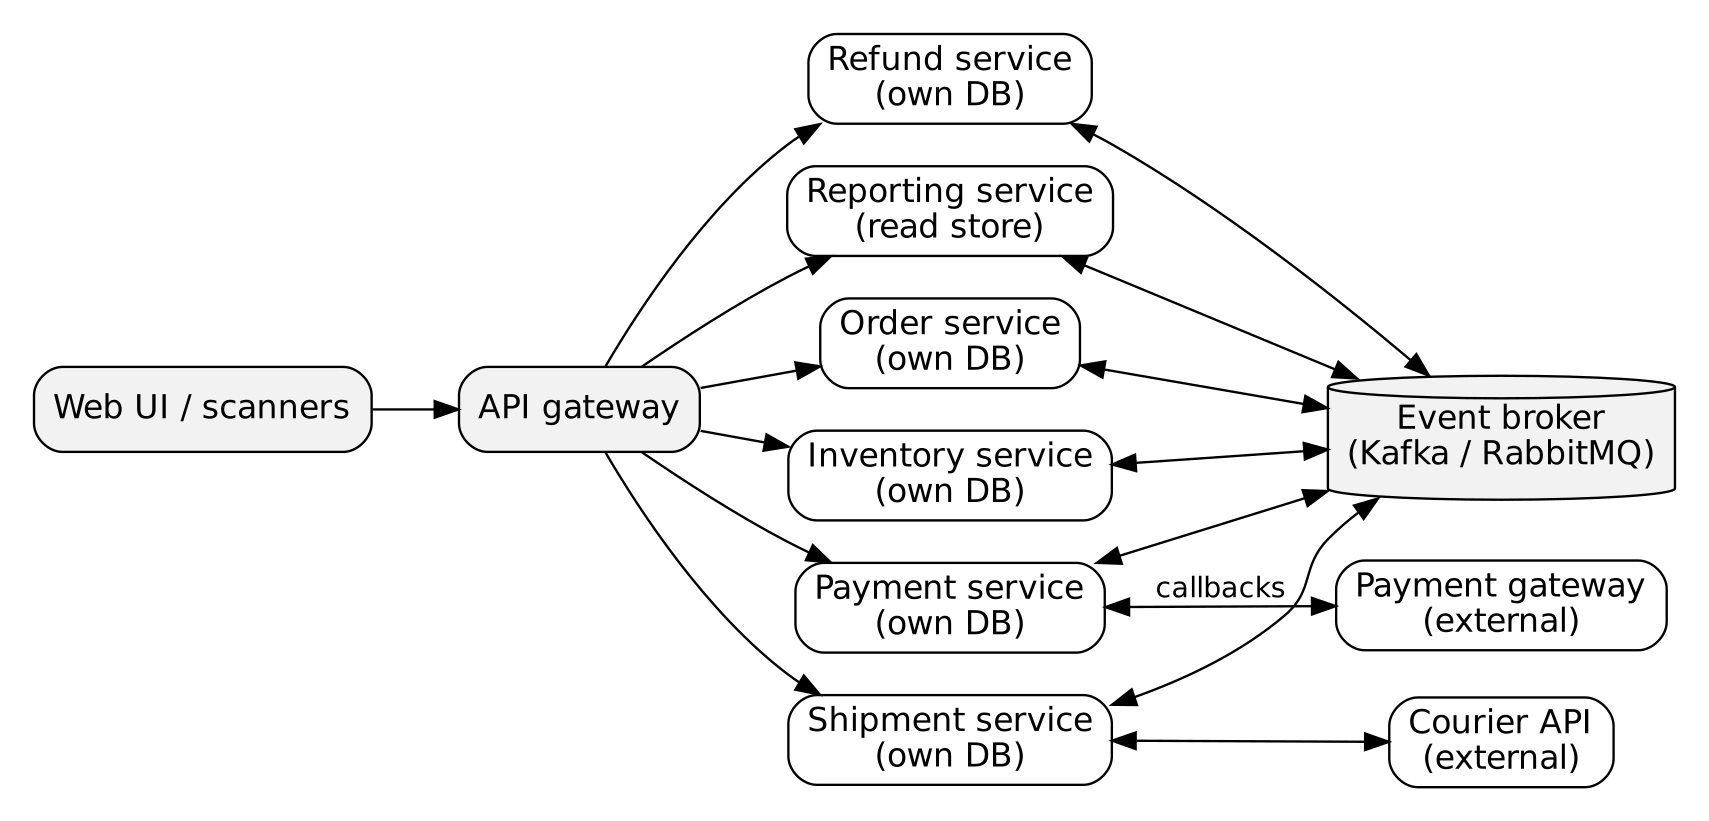 Refund service
(own DB)
Reporting service
(read store)
Order service
(own DB)
Web UI / scanners
API gateway
Event broker
(Kafka / RabbitMQ)
Inventory service
(own DB)
Payment service
(own DB)
callbacks
Payment gateway
(external)
Shipment service
(own DB)
Courier API
(external)